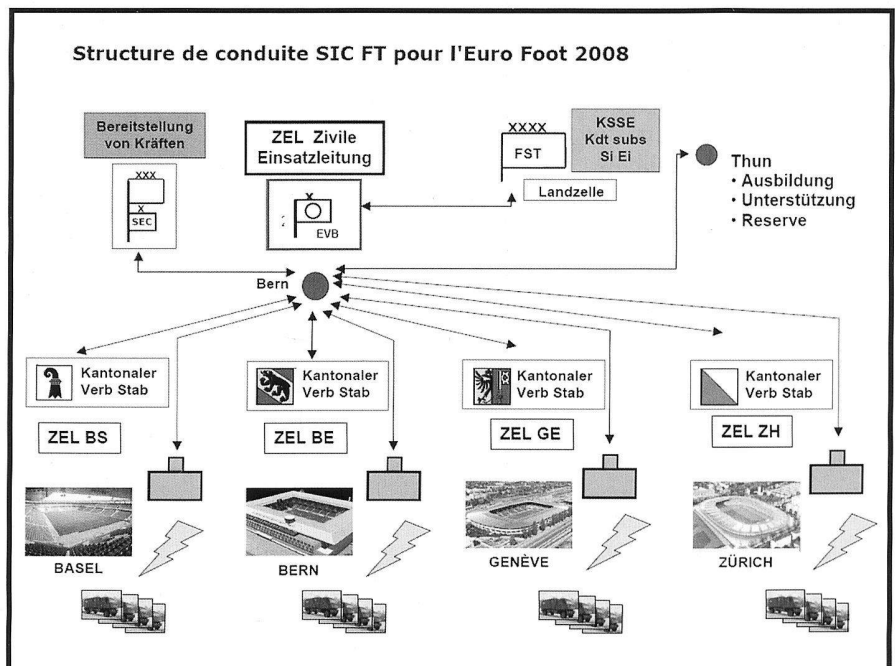 Structure de conduite SIC FT pour l'Euro Foot 2008
Bereitstellung
von Kräften
XXX
X
SEC
ZEL Zivile
Einsatzleitung
X
EVB
XXXX
FST
Landzelle
KSSE
Kdt subs
Si Ei
Thun
• Ausbildung
• Unterstützung
• Reserve
Bern
Kantonaler
Verb Stab
ZEL BS
BASEL
Kantonaler
Verb Stab
ZEL BE
BERN
Kantonaler
Verb Stab
ZEL GE
GENÈVE
Kantonaler
Verb Stab
ZEL ZH
ZÜRICH